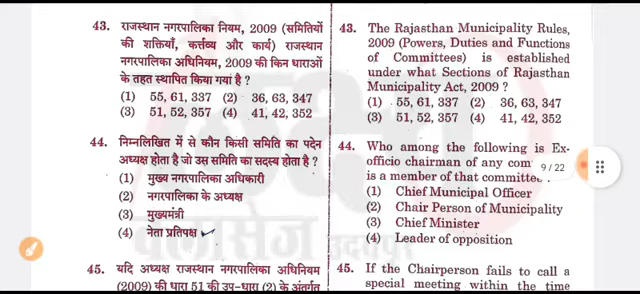 43. राजस्थान नगरपालिका नियम, 2009 (समितियों
की शक्तियाँ, कर्त्तव्य और कार्य) राजस्थान
नगरपालिका अधिनियम, 2009 की किन धाराओं
के तहत स्थापित किया गया है ?
(1) 55, 61, 337 (2) 36, 63, 347
(3) 51, 52, 357 (4) 41, 42, 352
44. निम्नलिखित में से कौन किसी समिति का पदेन
अध्यक्ष होता है जो उस समिति का सदस्य होता है ?
(1) मुख्य नगरपालिका अधिकारी
(2) नगरपालिका के अध्यक्ष
(3) मुख्यमंत्री
(4) नेता प्रतिपक्ष
45. यदि अध्यक्ष राजस्थान नगरपालिका अधिनियम
(2009) की धारा 51 की उप-धारा (2) के अंतर्गत
43. The Rajasthan Municipality Rules,
2009 (Powers, Duties and Functions
of Committees) is established
under what Sections of Rajasthan
Municipality Act, 2009 ?
(1) 55, 61, 337 (2) 36, 63, 347
(3) 51, 52, 357 (4) 41, 42, 352
44. Who among the following is Ex-
officio chairman of any com
is a member of that committee
(1) Chief Municipal Officer
(2) Chair Person of Municipality
(3) Chief Minister
(4) Leader of opposition
45. If the Chairperson fails to call a
special meeting within the time
9/22
क्लासेज उदयपुर